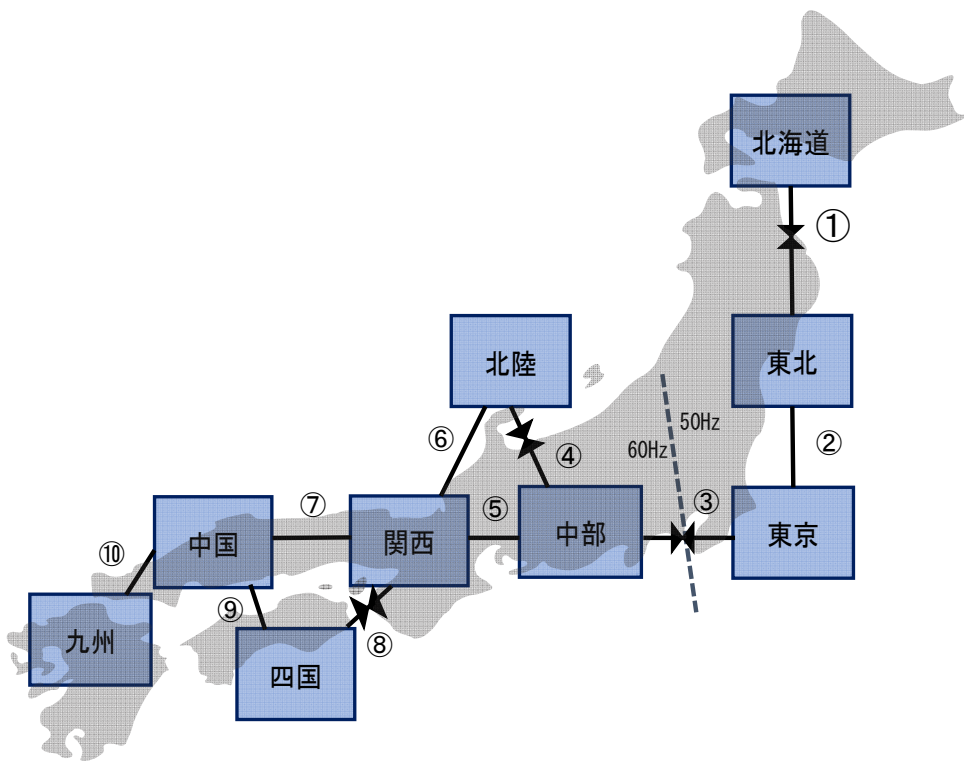 北海道
①
東北
北陸
50Hz
60Hz
⑥
④
②
⑦
⑤
③
中国
関西
中部
東京
⑩
⑨
⑧
九州
四国